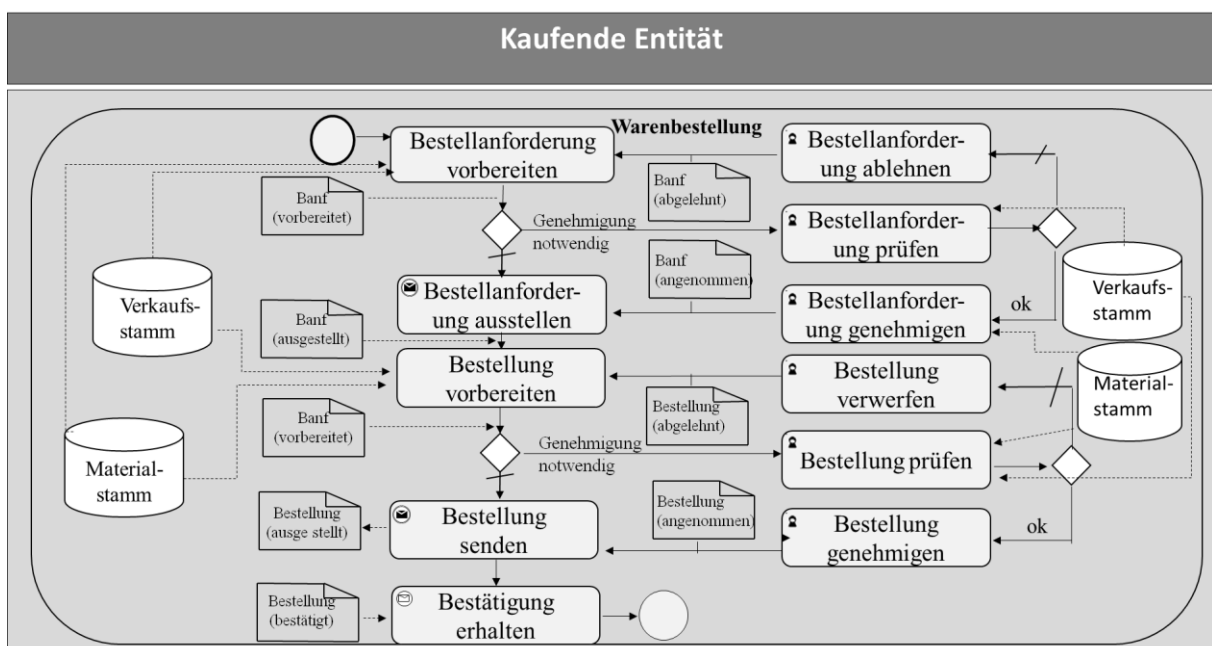 Kaufende Entität
Warenbestellung
Bestellanforderung
vorbereiten
Bestellanforder-
ung ablehnen
Banf
(vorbereitet)
Banf
(abgelehnt)
Genehmigung
notwendig
Bestellanforder-
ung prüfen
Banf
(angenommen)
Verkaufs-
stamm
Bestellanforder-
ung ausstellen
Bestellanforder-
ung genehmigen
ok
Verkaufs-
stamm
Banf
(ausgestellt)
Bestellung
vorbereiten
Bestellung
verwerfen
Material-
stamm
Banf
(vorbereitet)
Bestellung
(abgelehnt)
Genehmigung
notwendig
Bestellung prüfen
Material-
stamm
Bestellung
(ausge stellt)
Bestellung
senden
Bestellung
(angenommen)
Bestellung
genehmigen
ok
Bestellung
(bestätigt)
Bestätigung
erhalten